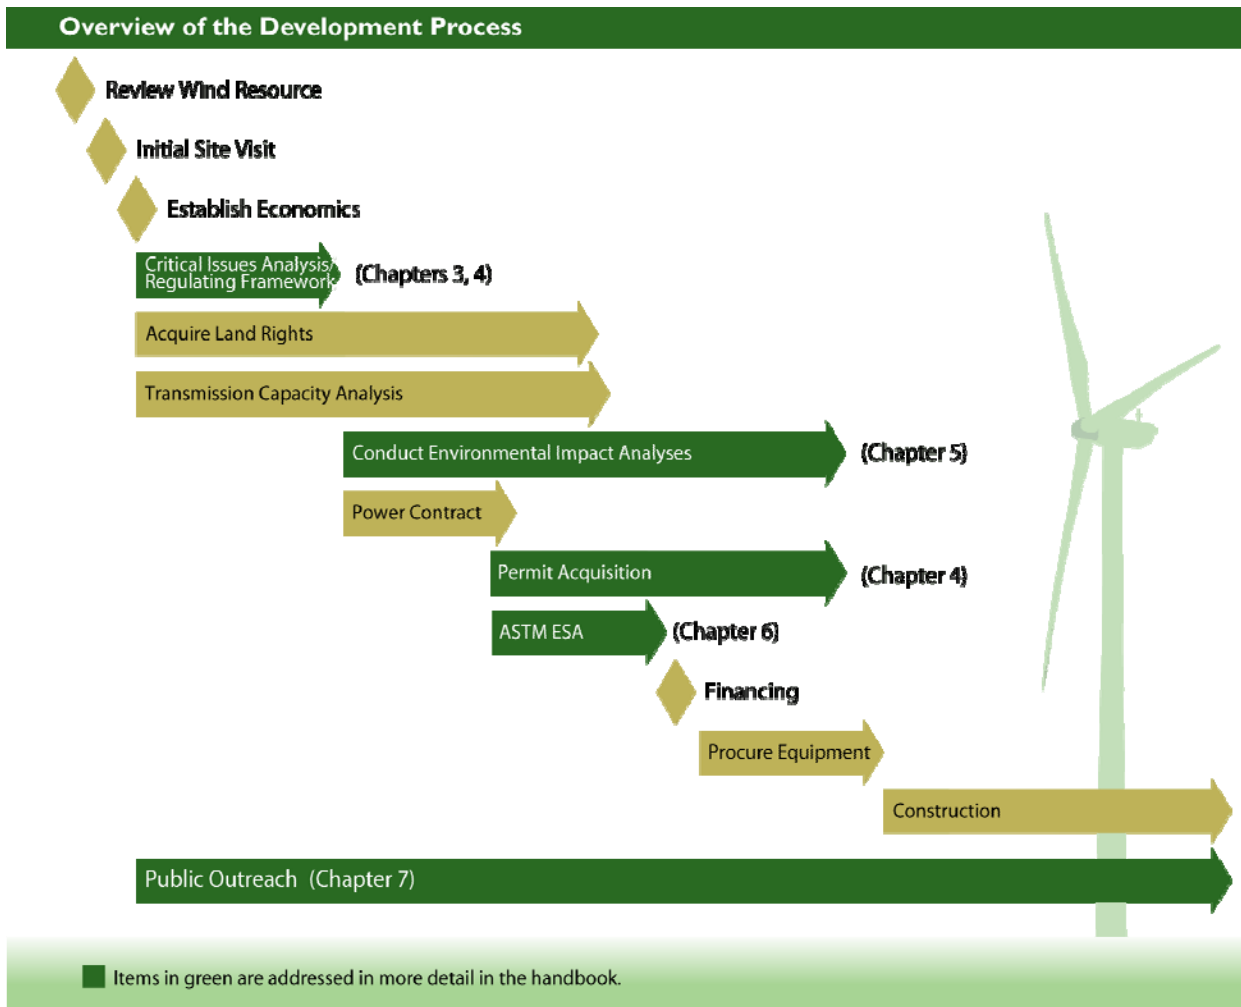 Overview of the Development Process
Review Wind Resource
Initial Site Visit
Establish Economics
Critical Issues Analysis/
Regulating Framework
(Chapters 3, 4)
Acquire Land Rights
Transmission Capacity Analysis
Conduct Environmental Impact Analyses
(Chapter 5)
Power Contract
Permit Acquisition
(Chapter 4)
ASTM ESA
(Chapter 6)
Financing
Procure Equipment
Construction
Public Outreach (Chapter 7)
Items in green are addressed in more detail in the handbook.